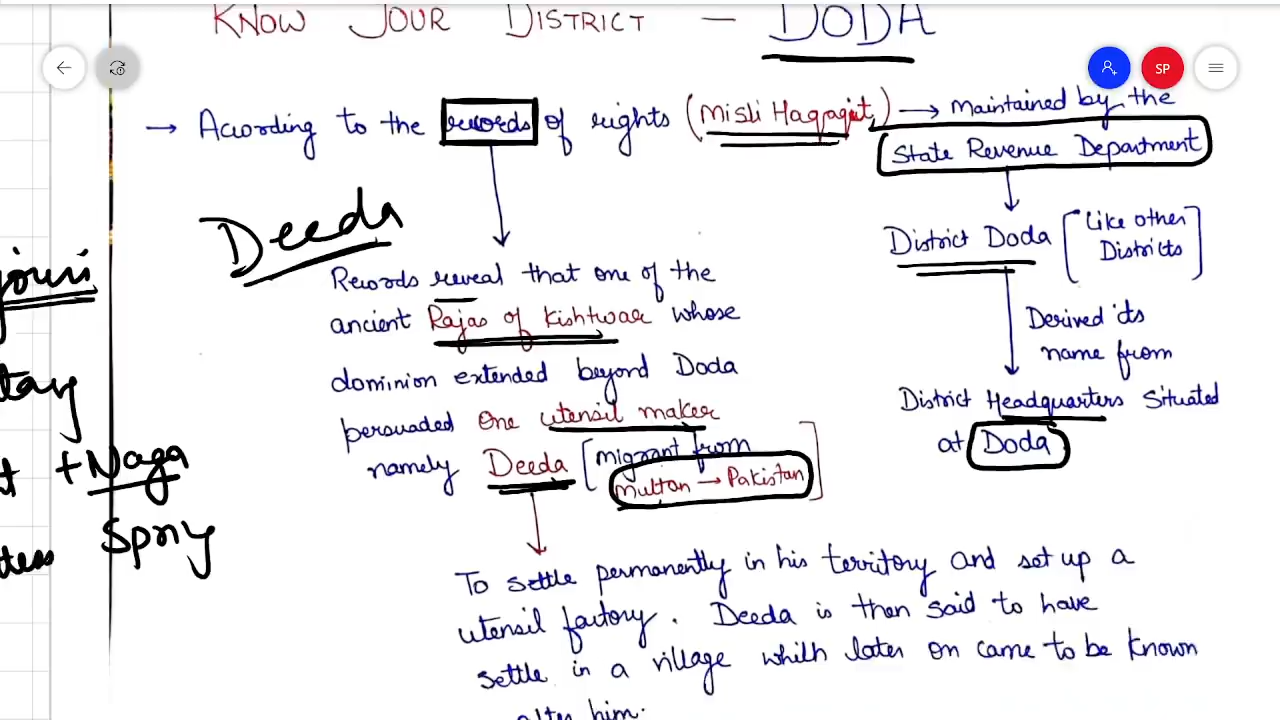 KNOW YOUR DISTRICT — DODA
SP
→ According to the records of rights (Misli Haqaqit) → Maintained by the
State Revenue Department
District Doda [Like other Districts]
Derived its
name from
District Headquarters Situated
at Doda
Deeda
Records reveal that one of the
ancient Rajas of Kishtwar whose
dominion extended beyond Doda
persuaded One utensil maker
namely Deeda [migrant from
Multan → Pakistan]
To settle permanently in his territory and set up a
utensil factory. Deeda is then said to have
settle in a village whilh later on came to be known
after him.
+Naga